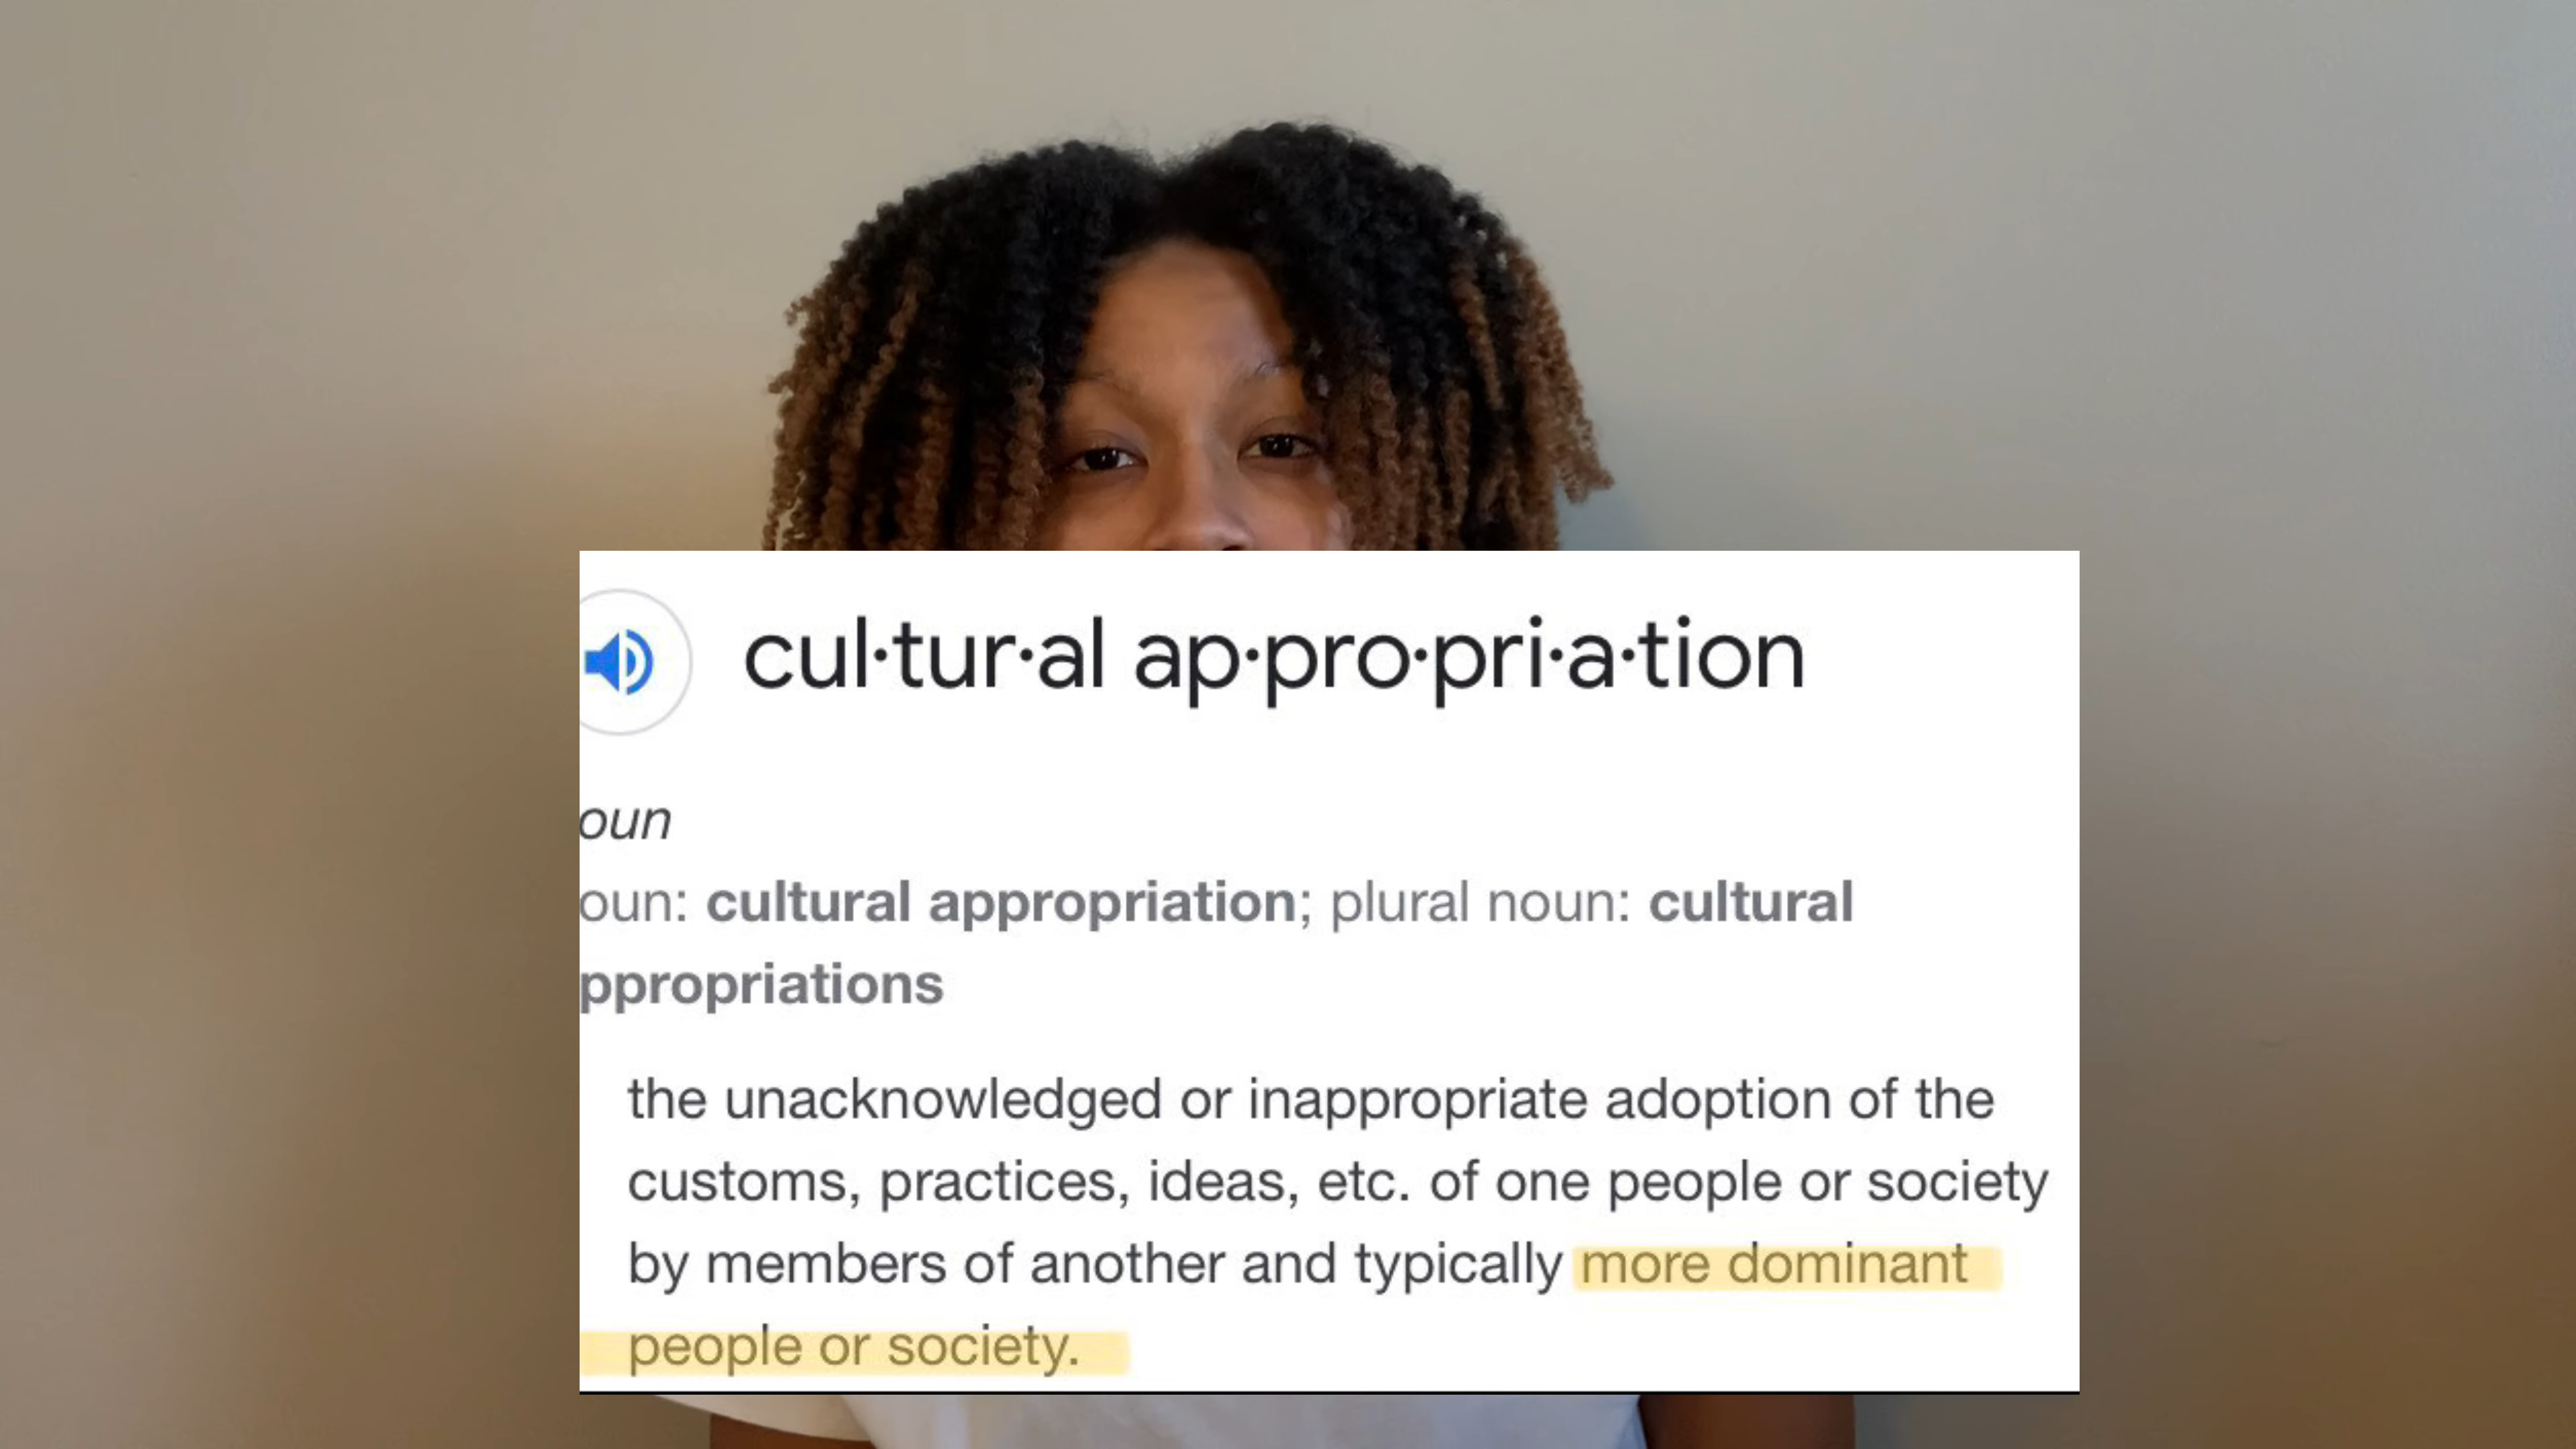 cul·tur·al ap·pro·pri·a·tion
oun
oun: cultural appropriation; plural noun: cultural
ppropriations
the unacknowledged or inappropriate adoption of the
customs, practices, ideas, etc. of one people or society
by members of another and typically more dominant
people or society.